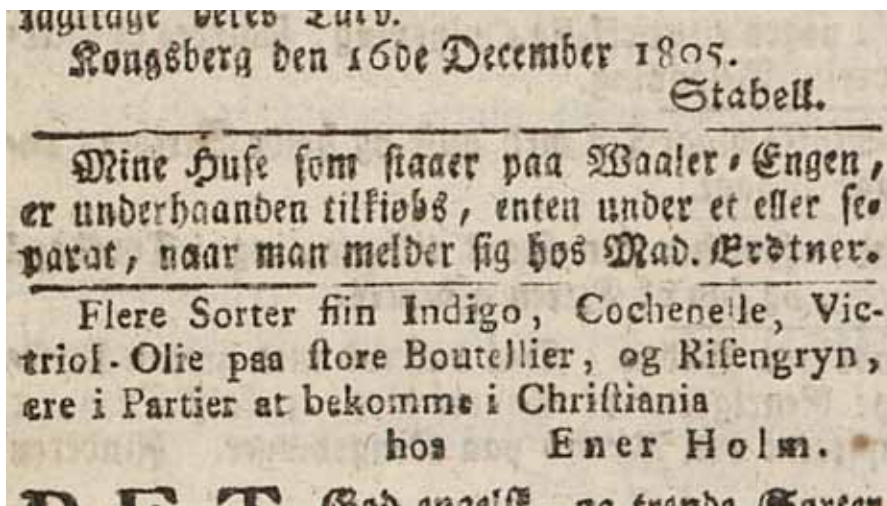 Kongsberg den 16de December 1805.
Stabell.
Mine Huse som staaer paa Waaler-Engen,
er underhaanden tilkiøbs, enten under et eller se-
parat, naar man melder sig hos Mad. Erdtner.
Flere Sorter fiin Indigo, Cochenelle, Vic-
triol-Olie paa ſtore Boutellier, og Riſengryn,
ere i Partier at bekomme i Chriſtiania
hos Ener Holm.